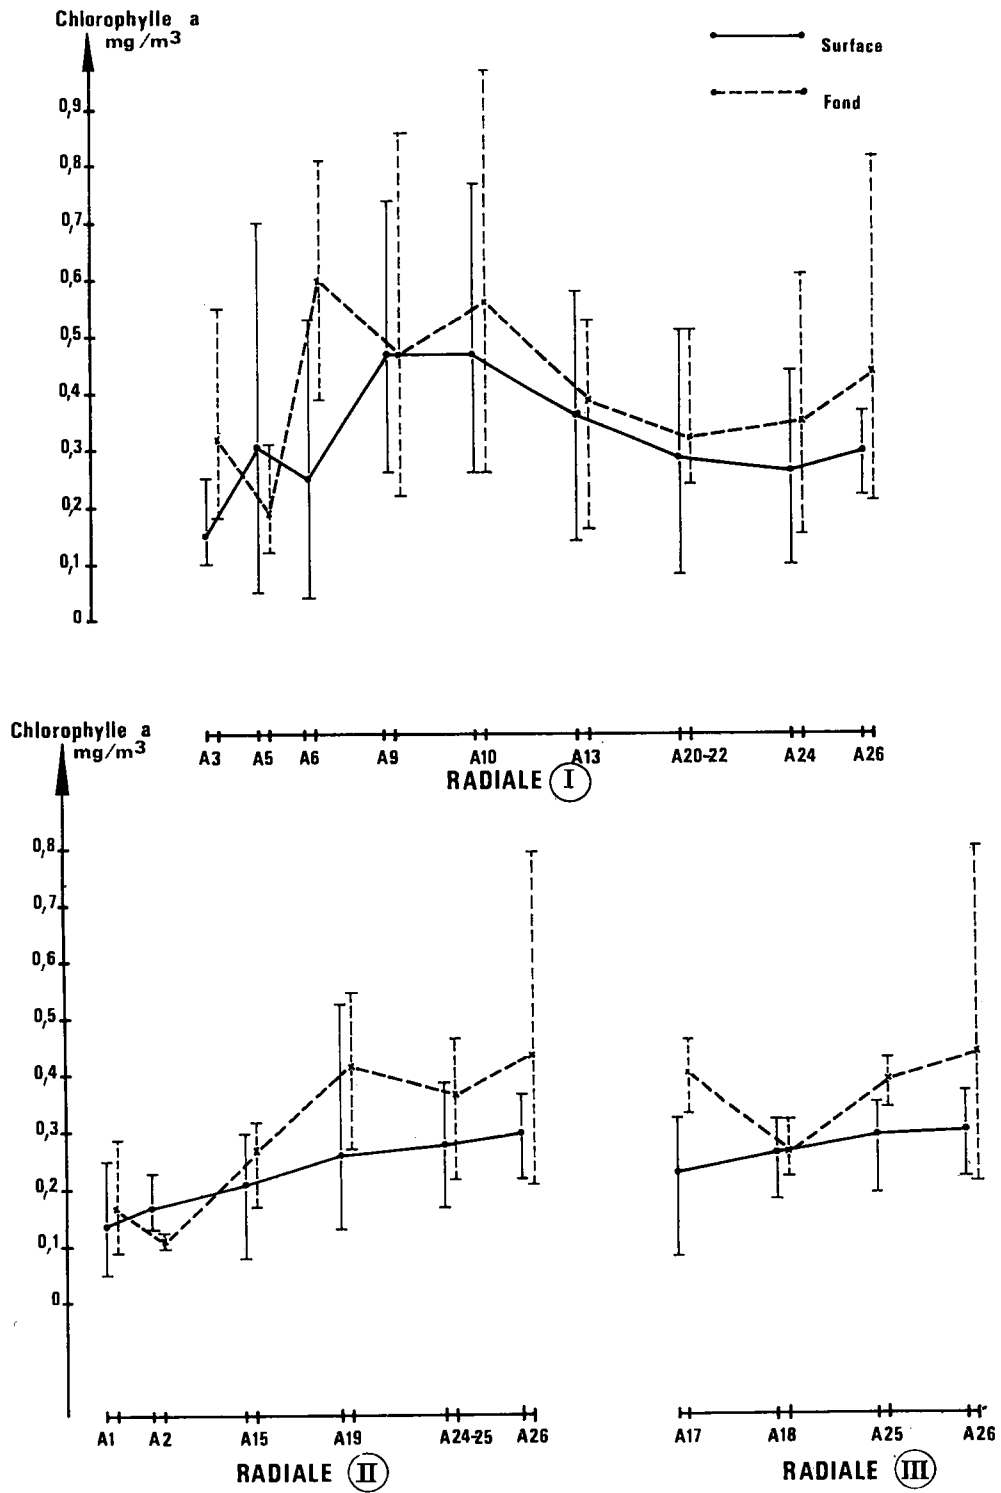 Chlorophylle a
mg/m3
Surface
Fond
0,9
0,8
0,7
0,6
0,5
0,4
0,3
0,2
0,1
0
A3 A5 A6 A9 A10 A13 A20-22 A24 A26
RADIALE I
Chlorophylle a
mg/m3
0,8
0,7
0,6
0,5
0,4
0,3
0,2
0,1
0
A1 A2 A15 A19 A24-25 A26
RADIALE II
A17 A18 A25 A26
RADIALE III